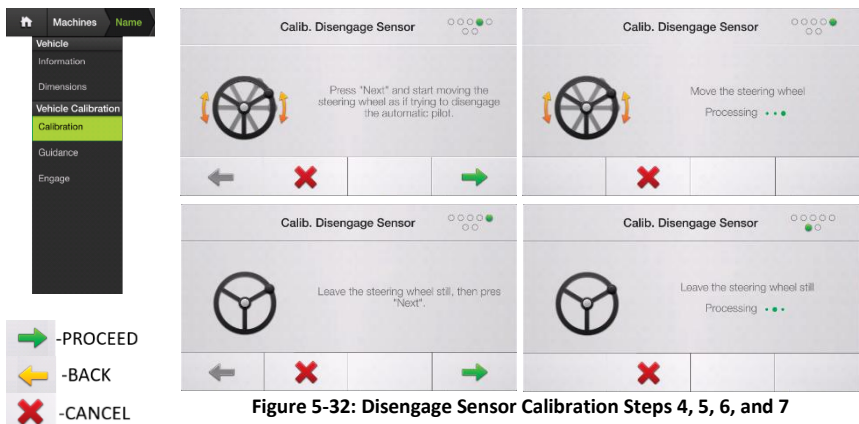 Machines Name
Vehicle
Information
Dimensions
Vehicle Calibration
Calibration
Guidance
Engage
-PROCEED
-BACK
-CANCEL
Calib. Disengage Sensor
Press "Next" and start moving the
steering wheel as if trying to disengage
the automatic pilot.
Calib. Disengage Sensor
Move the steering wheel
Processing
Calib. Disengage Sensor
Leave the steering wheel still, then pres
"Next".
Calib. Disengage Sensor
Leave the steering wheel still
Processing
Figure 5-32: Disengage Sensor Calibration Steps 4, 5, 6, and 7